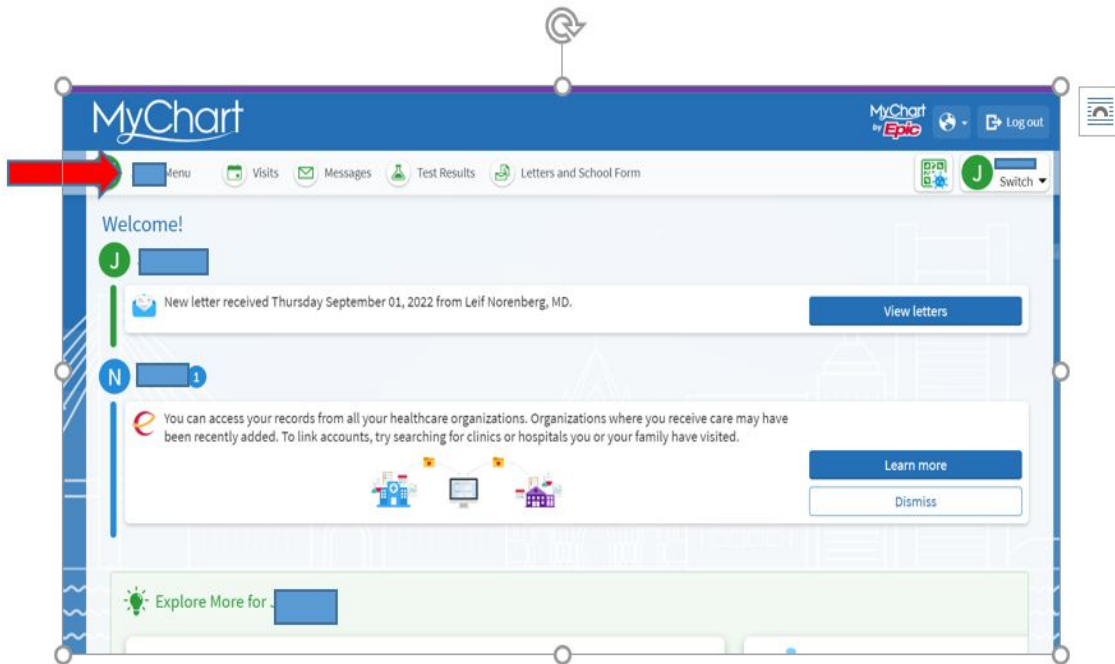 MyChart
MyChart
by Epic
Log out
Menu
Visits
Messages
Test Results
Letters and School Form
J
Switch
Welcome!
J
New letter received Thursday September 01, 2022 from Leif Norenberg, MD.
View letters
N
1
You can access your records from all your healthcare organizations. Organizations where you receive care may have
been recently added. To link accounts, try searching for clinics or hospitals you or your family have visited.
Learn more
Dismiss
Explore More for J